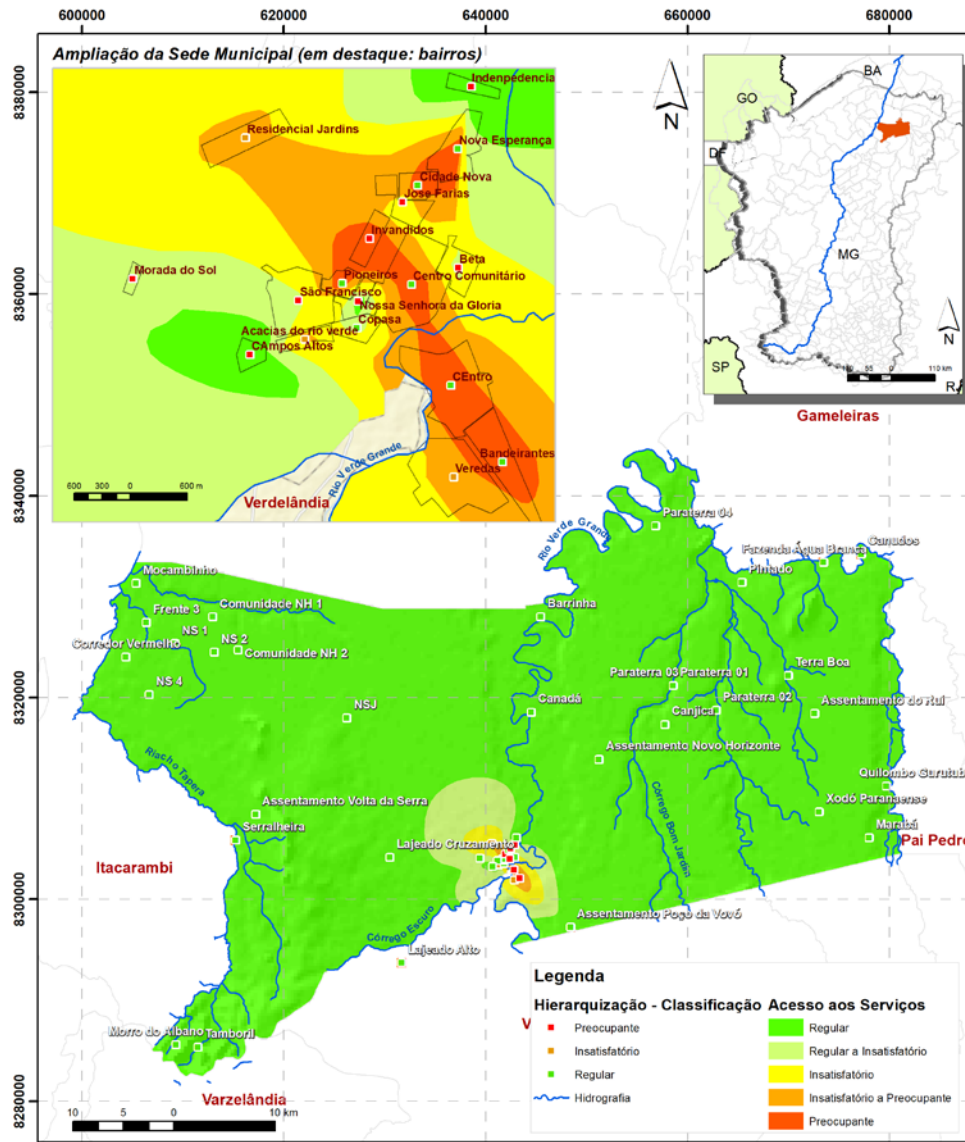 600000
620000
640000
660000
680000
8380000
8360000
8340000
8320000
8300000
8280000
Ampliação da Sede Municipal (em destaque: bairros)
Indenpedencia
Residencial Jardins
Nova Esperança
Cidade Nova
Jose Farias
Invandidos
Beta
Morada do Sol
Pioneiros
Centro Comunitário
São Francisco
Nossa Senhora da Gloria
Copasa
Acacias do rio verde
CAmpos Altos
CEntro
Bandeirantes
Veredas
Rio Verde Grande
Verdelândia
600 300 0 600 m
N
BA
GO
DF
MG
N
SP
R
55 0 110 km
Gameleiras
Paraterra 04
Rio Verde Grande
Canudos
Fazenda Água Branca
Pintado
Mocambinho
Frente 3
Comunidade NH 1
NS 1
NS 2
Corredor Vermelho
Comunidade NH 2
NS 4
NSJ
Barrinha
Canadá
Paraterra 03
Paraterra 01
Terra Boa
Paraterra 02
Assentamento do Rui
Canjica
Assentamento Novo Horizonte
Riacho Tapera
Quilombo Gurutub
Assentamento Volta da Serra
Xodó Paranaense
Serralheira
Córrego Bom Jardim
Marabá
Lajeado Cruzamento
Itacarambi
Pai Pedro
Assentamento Poço da Vovó
Córrego Escuro
Lajeado Alto
Morro do Albano
Tamboril
Varzelândia
10 5 0 10 km
V
Legenda
Hierarquização - Classificação
Preocupante
Insatisfatório
Regular
Hidrografia
Acesso aos Serviços
Regular
Regular a Insatisfatório
Insatisfatório
Insatisfatório a Preocupante
Preocupante